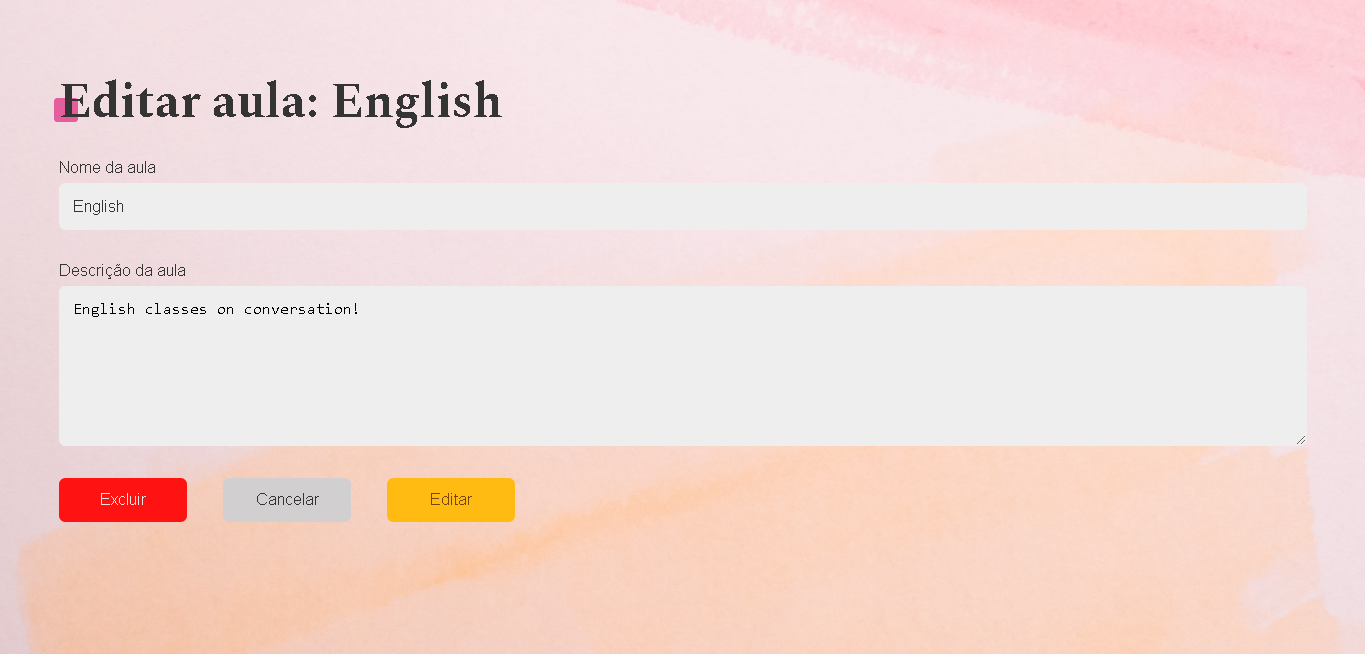 Editar aula: English
Nome da aula
English
Descrição da aula
English classes on conversation!
Excluir
Cancelar
Editar